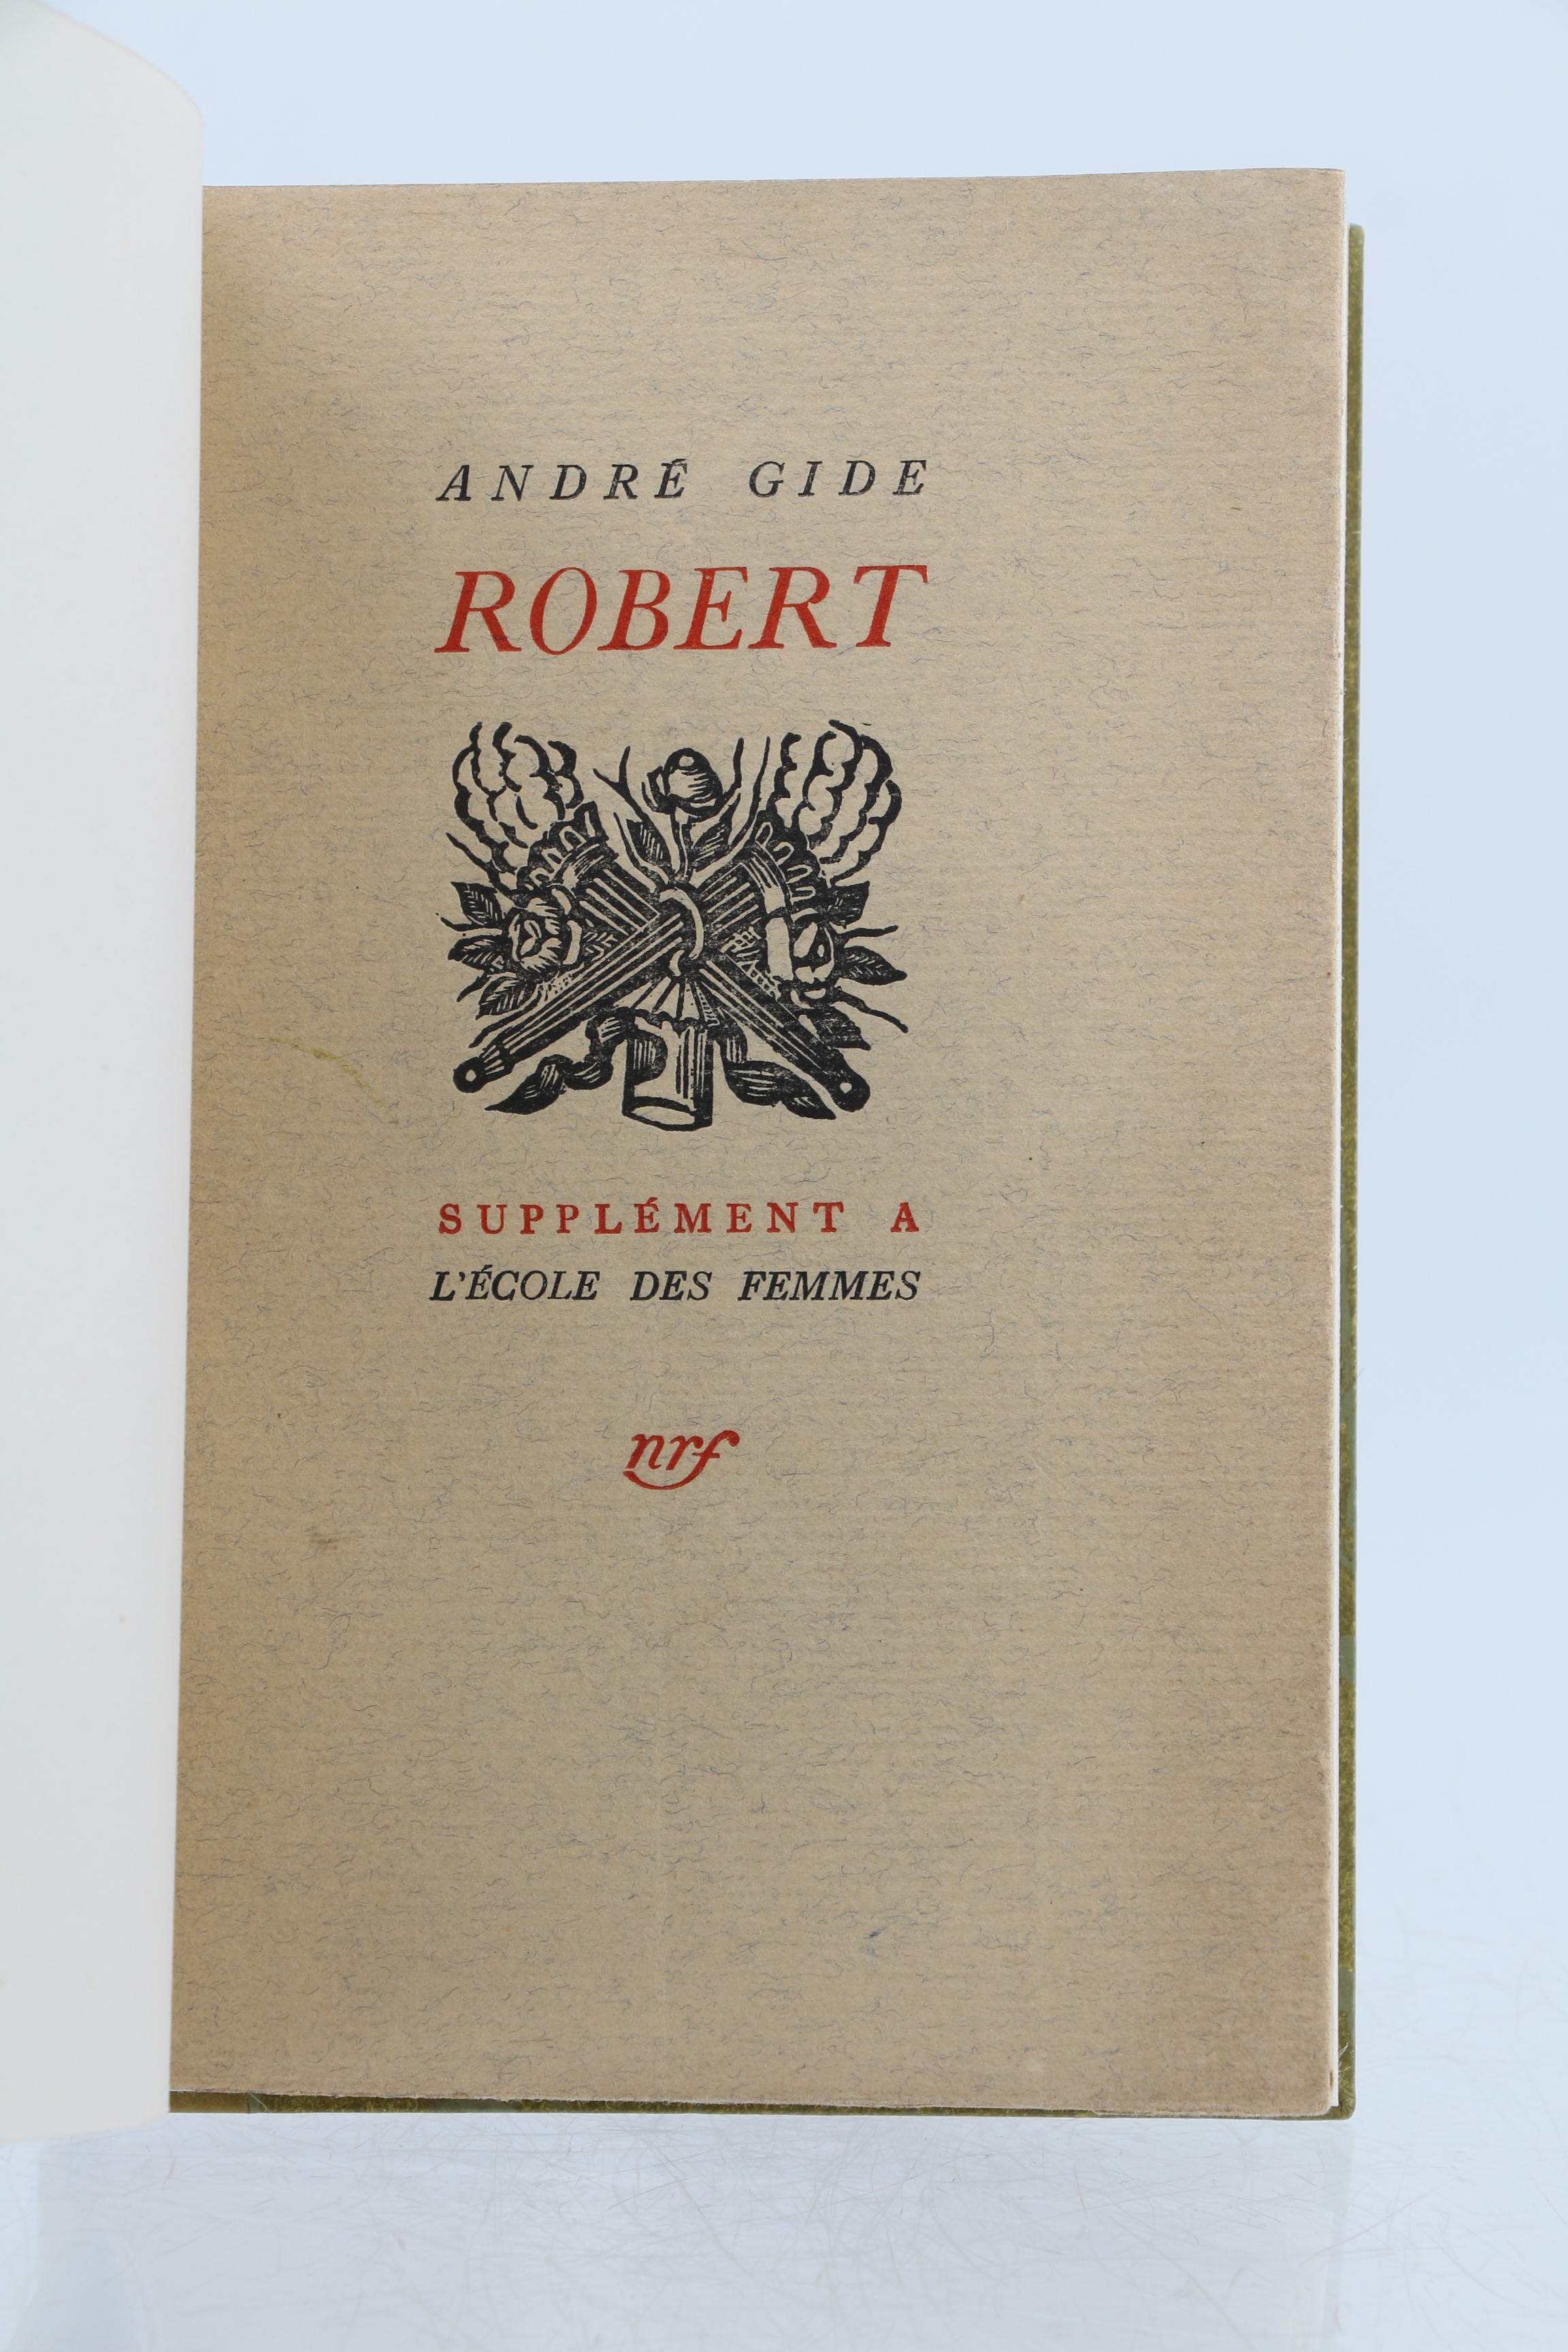 ANDRÉ GIDE
ROBERT
SUPPLÉMENT A
L'ÉCOLE DES FEMMES
nrf